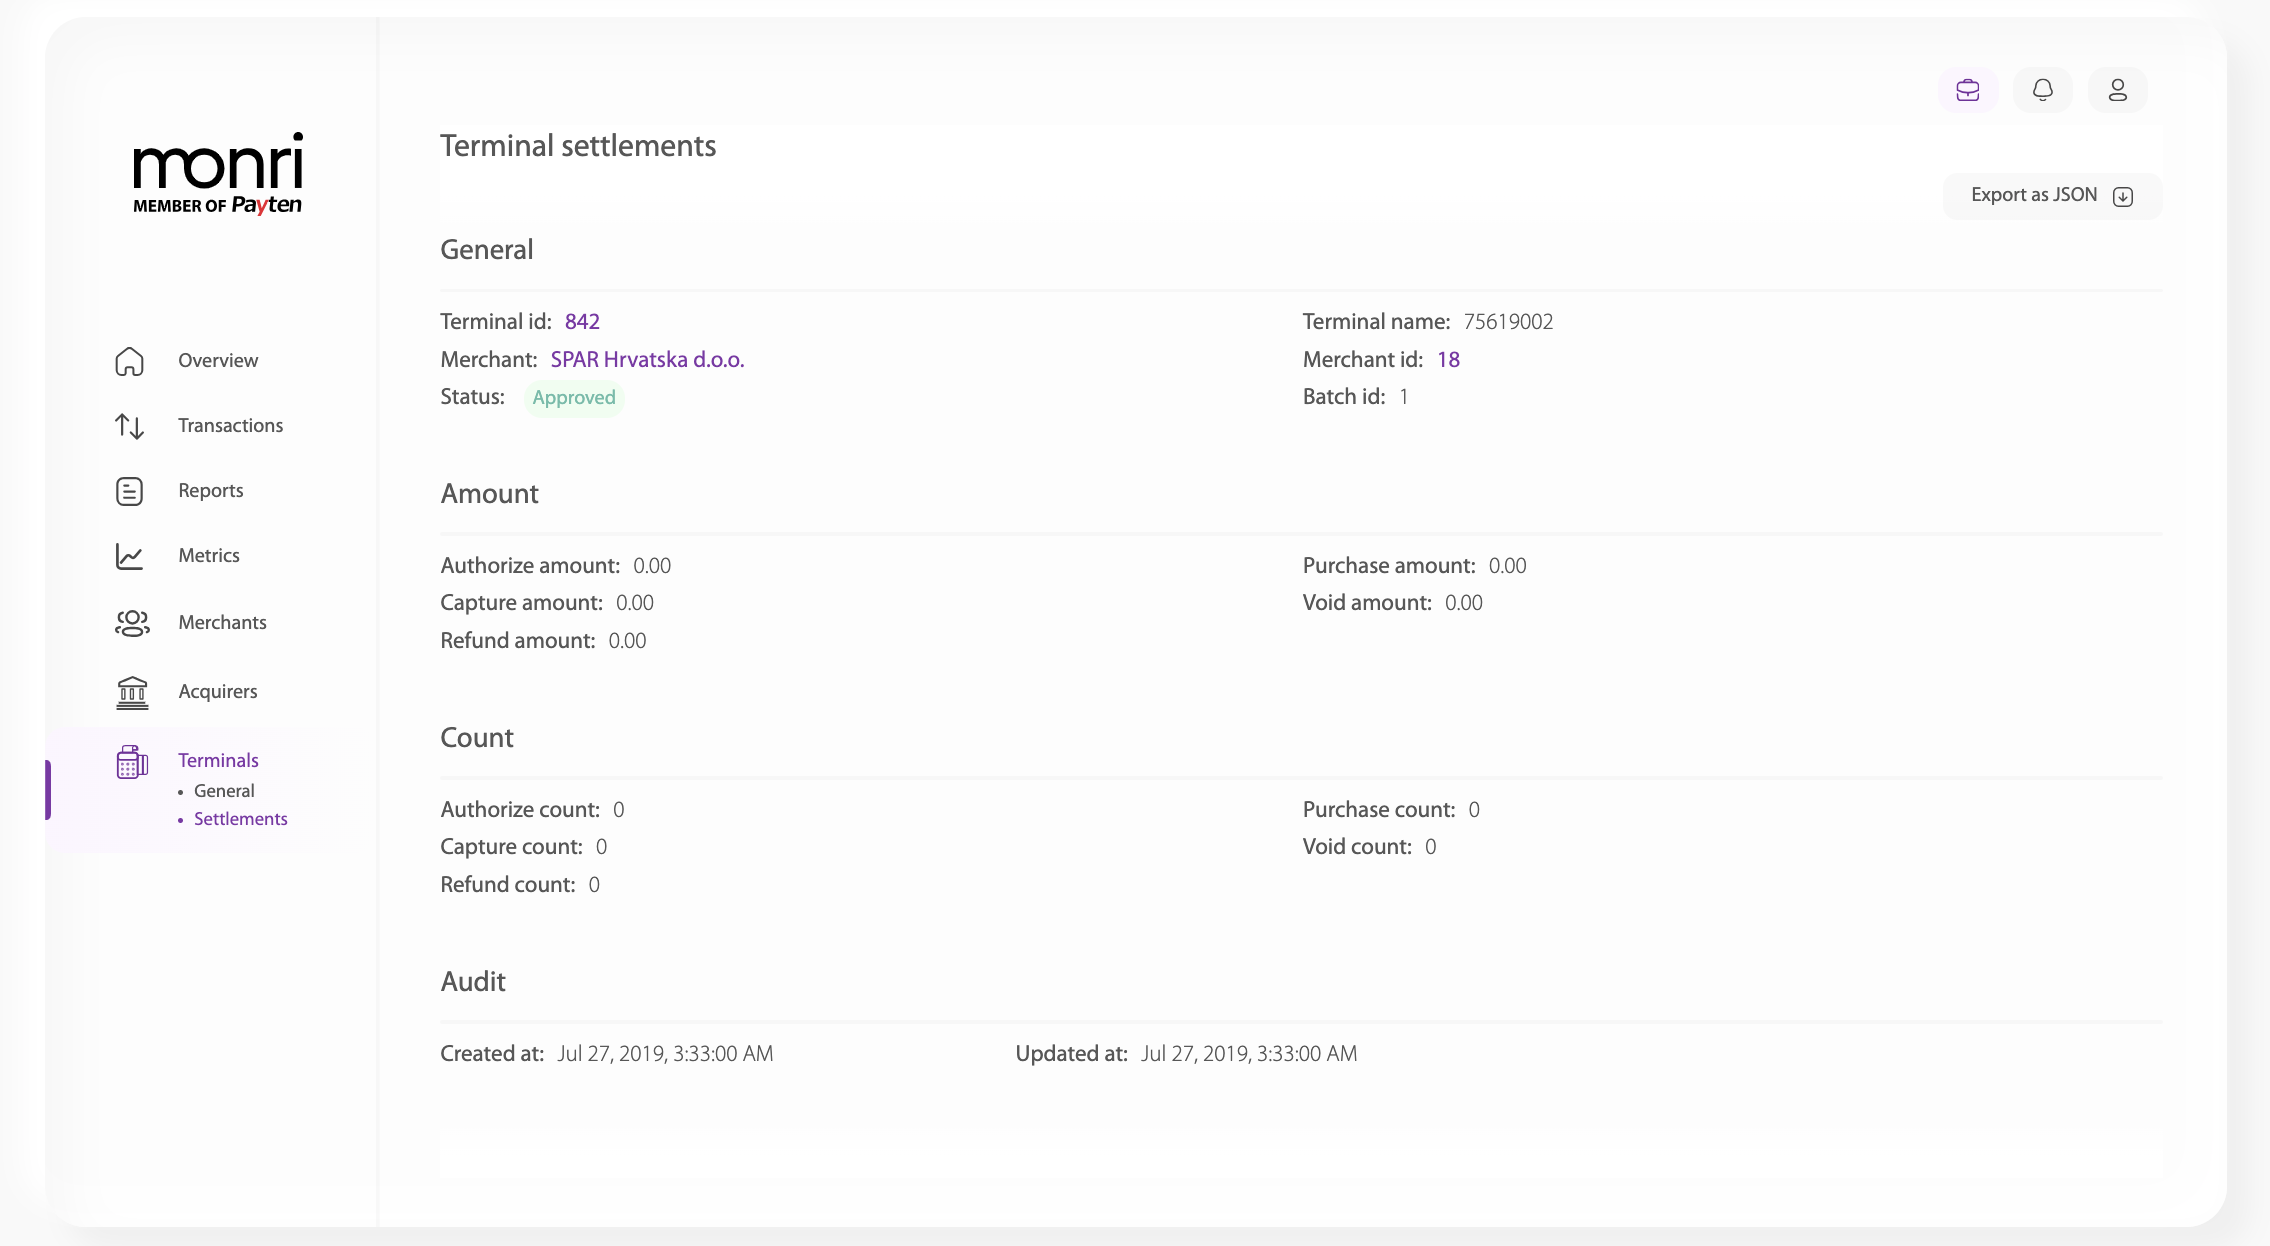 monri
MEMBER OF Payten
Overview
Transactions
Reports
Metrics
Merchants
Acquirers
Terminals
• General
• Settlements
Terminal settlements
Export as JSON
General
Terminal id: 842
Terminal name: 75619002
Merchant: SPAR Hrvatska d.o.o.
Merchant id: 18
Status: Approved
Batch id: 1
Amount
Authorize amount: 0.00
Purchase amount: 0.00
Capture amount: 0.00
Void amount: 0.00
Refund amount: 0.00
Count
Authorize count: 0
Purchase count: 0
Capture count: 0
Void count: 0
Refund count: 0
Audit
Created at: Jul 27, 2019, 3:33:00 AM
Updated at: Jul 27, 2019, 3:33:00 AM